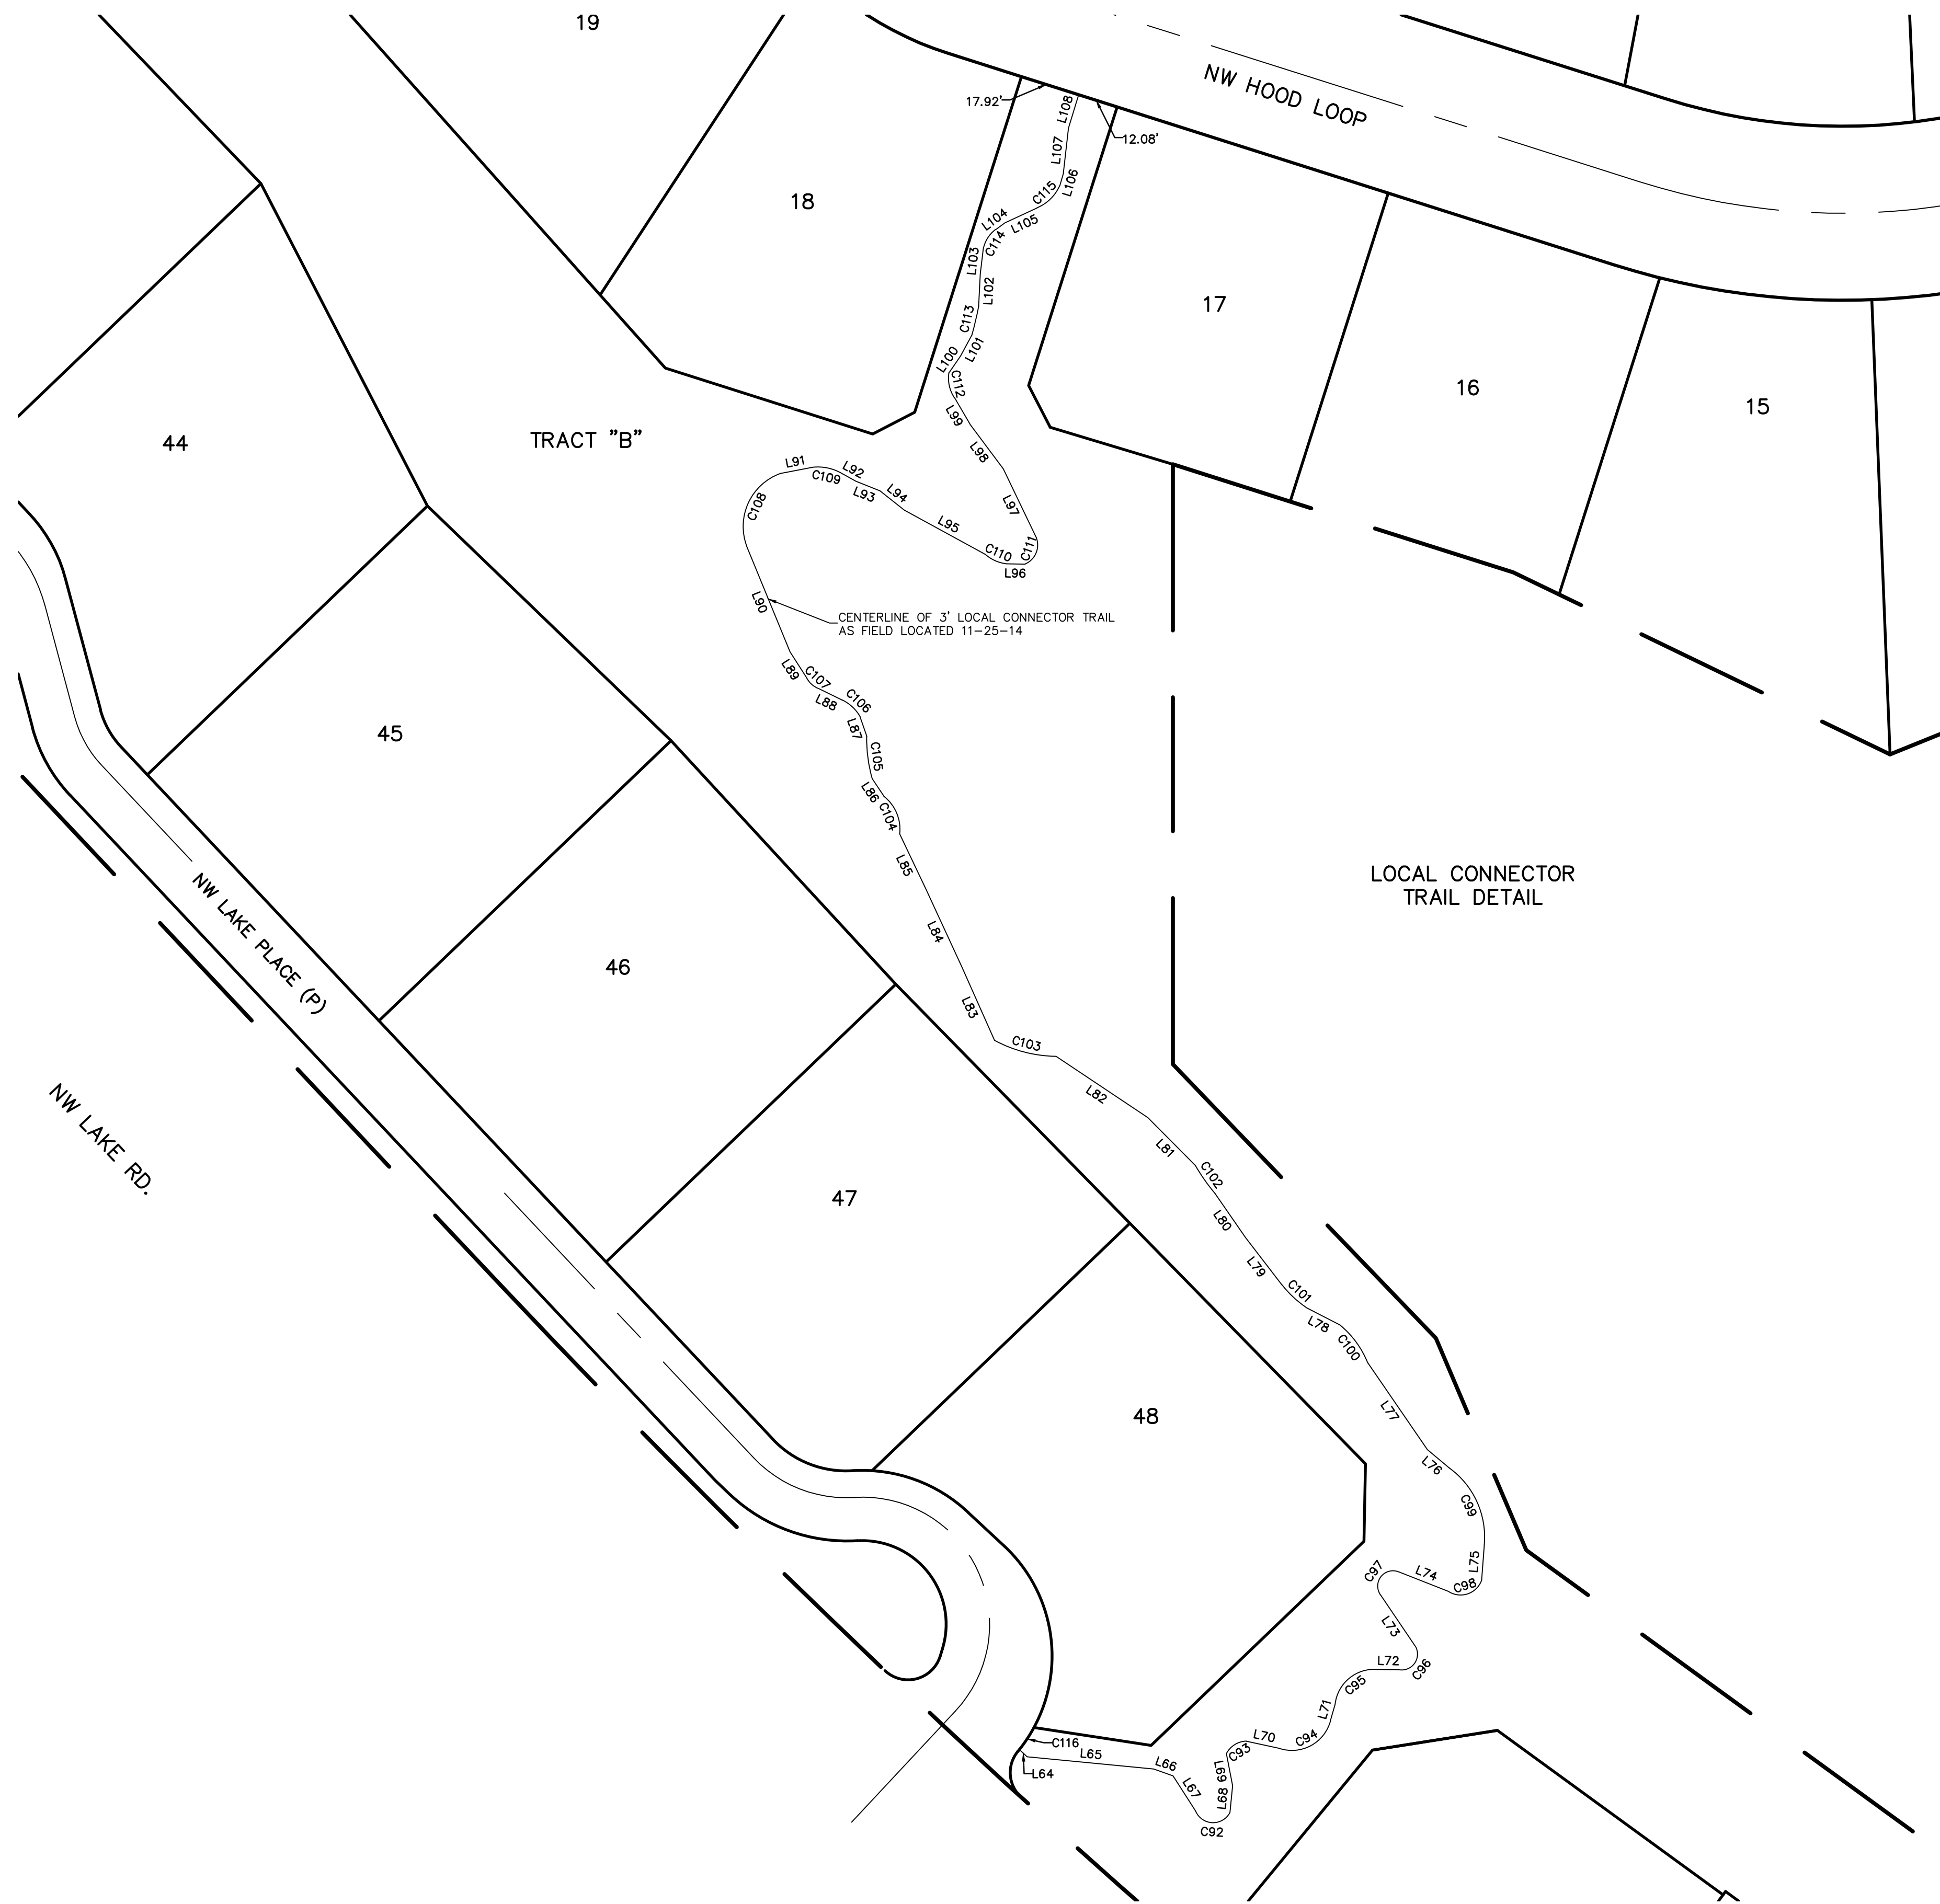 19
NW HOOD LOOP
17.92'
L108
12.08'
L107
L106
18
C115
L104
L105
C114
L103
L102
17
C113
L101
L100
C112
16
15
L99
44
TRACT "B"
L98
L91
L92
C109
L93
L94
L97
C108
L95
C111
C110
L96
L90
CENTERLINE OF 3' LOCAL CONNECTOR TRAIL
AS FIELD LOCATED 11-25-14
L89
C107
C106
L88
L87
45
C105
L86
C104
L85
LOCAL CONNECTOR
TRAIL DETAIL
NW LAKE PLACE (P)
L84
46
L83
C103
L82
NW LAKE RD.
L81
C102
47
L80
L79
C101
L78
C100
48
L77
L76
C99
C97
L74
L75
C98
L73
L72
C96
C95
L71
L70
C94
C116
L65
C93
L66
L64
L69
L67
L68
C92